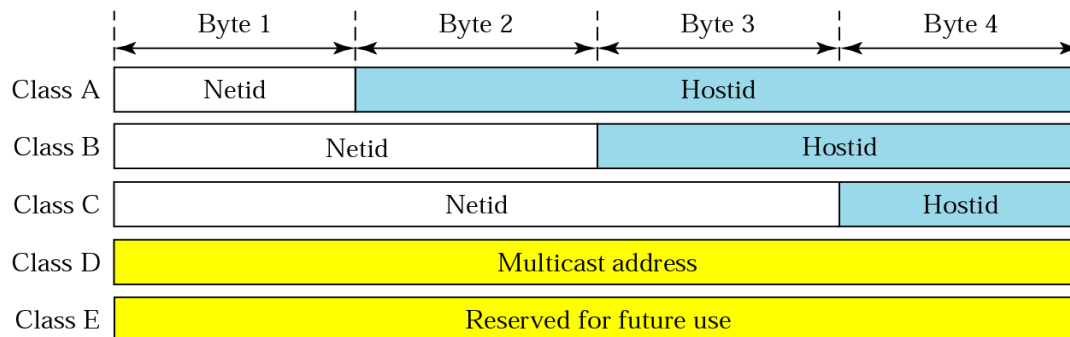 Byte 1 Byte 2 Byte 3 Byte 4
Class A Netid Hostid
Class B Netid Hostid
Class C Netid Hostid
Class D Multicast address
Class E Reserved for future use